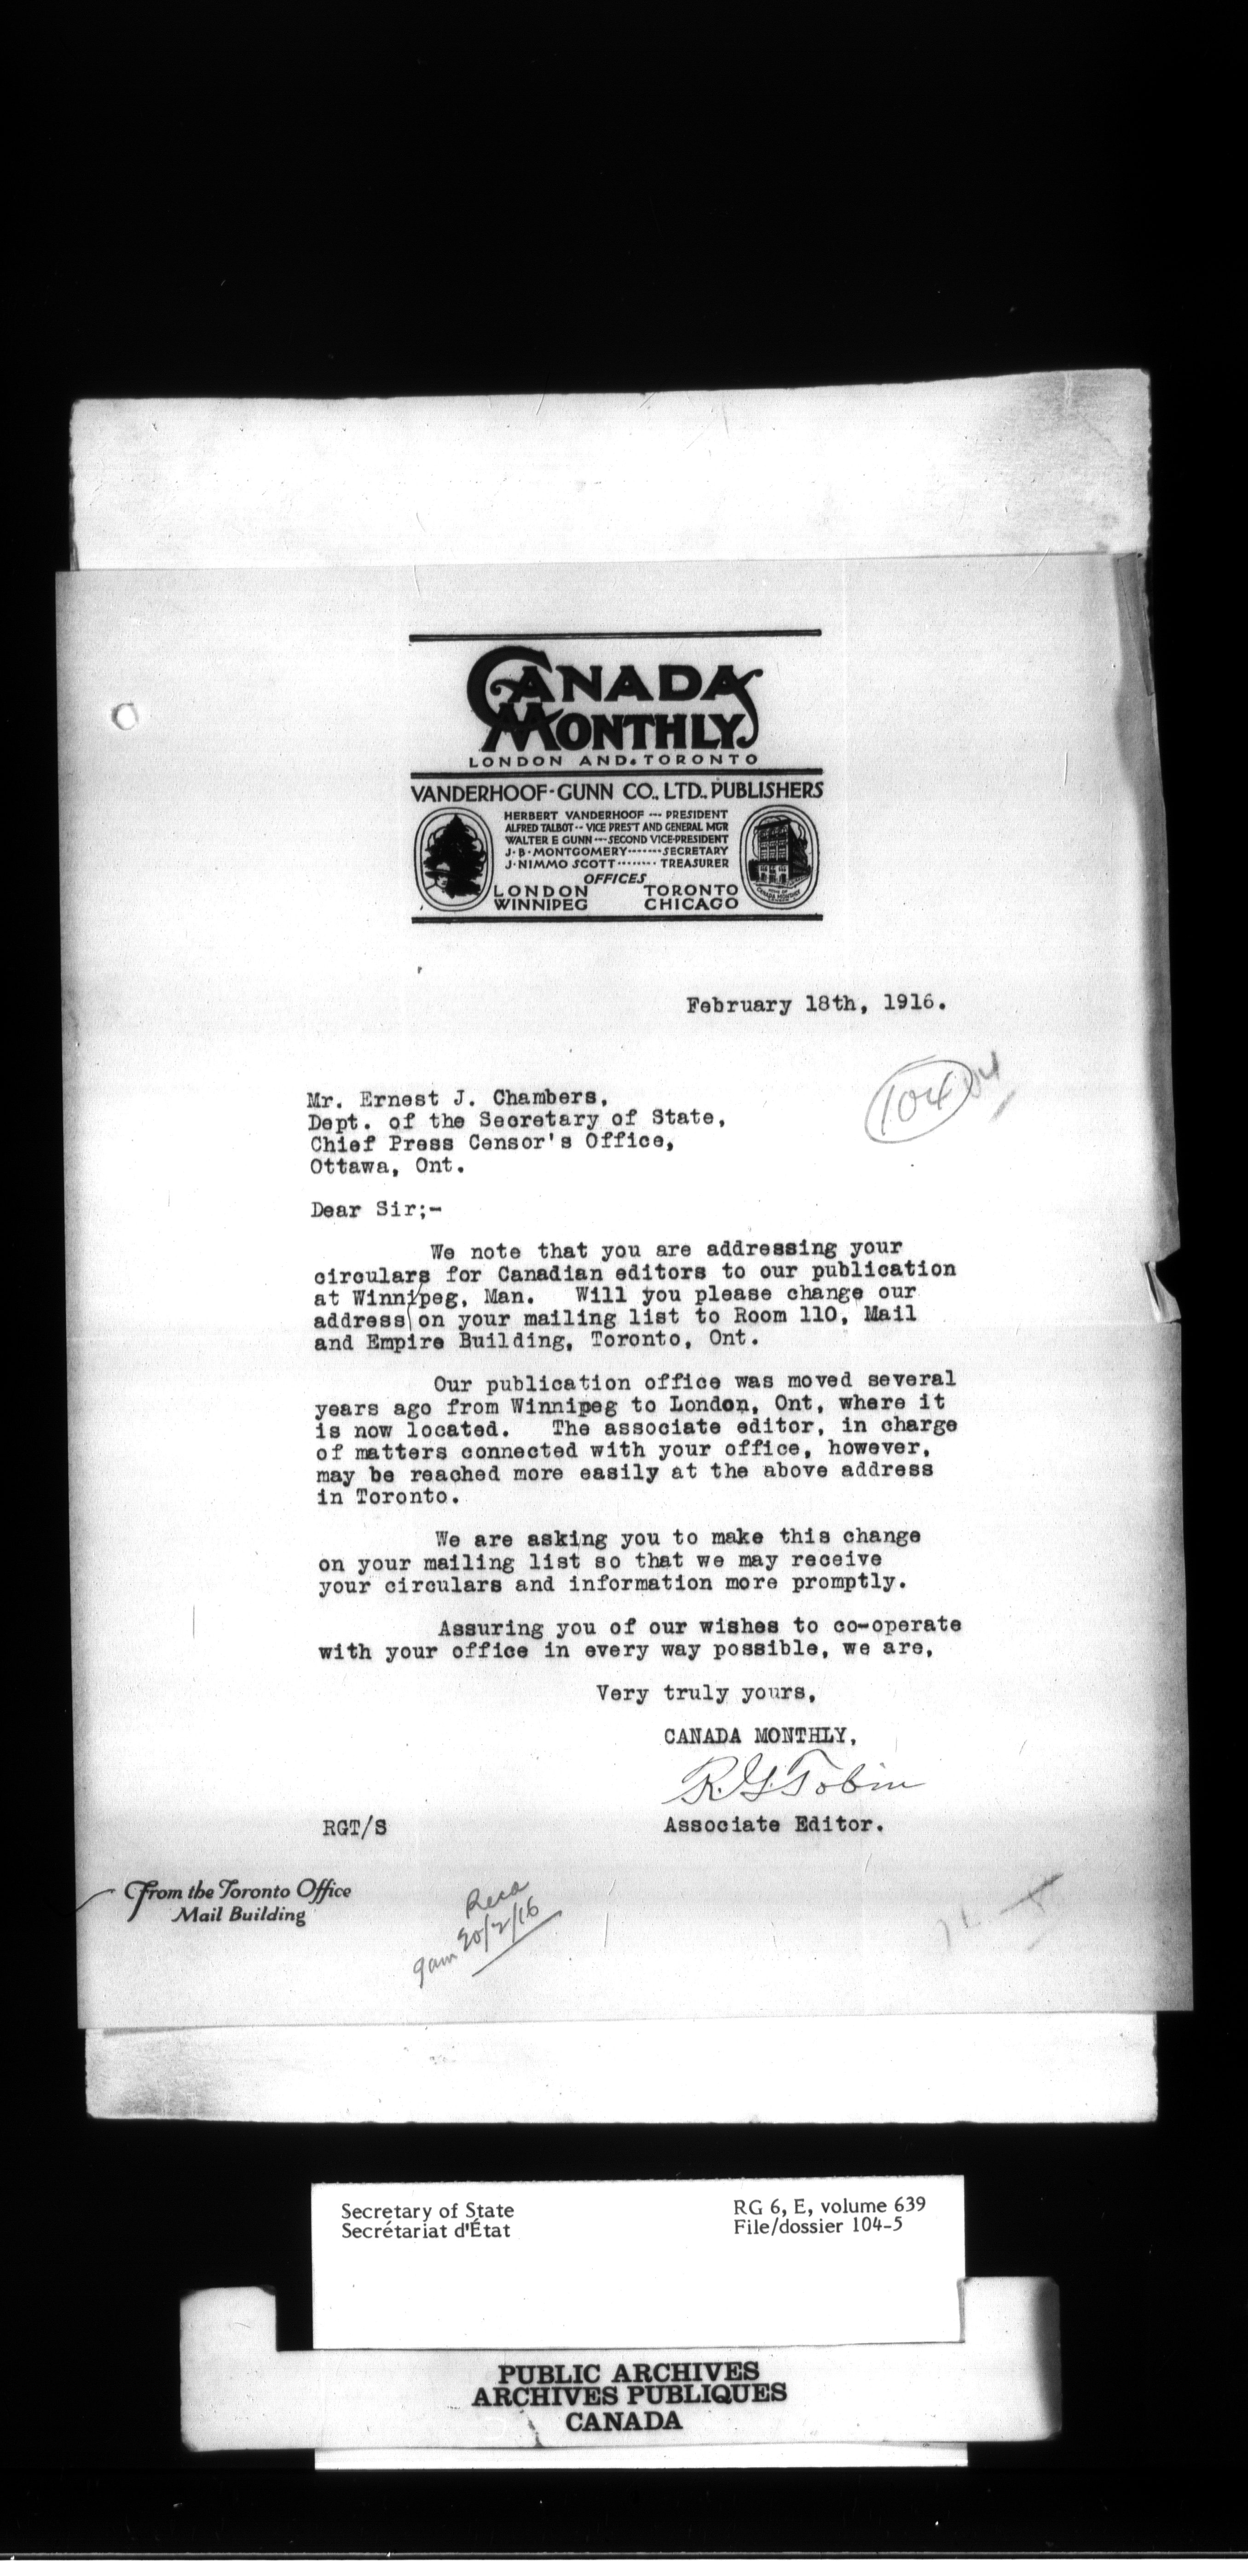 CANADA
MONTHLY
LONDON AND TORONTO
VANDERHOOF-GUNN CO., LTD., PUBLISHERS
HERBERT VANDERHOOF --- PRESIDENT
ALFRED TALBOT -- VICE PRES'T AND GENERAL MGR
WALTER E GUNN --- SECOND VICE-PRESIDENT
J. B. MONTGOMERY ------- SECRETARY
J. NIMMO SCOTT -------- TREASURER
OFFICES
LONDON TORONTO
WINNIPEG CHICAGO
February 18th, 1916.
104
Mr. Ernest J. Chambers,
Dept. of the Secretary of State,
Chief Press Censor's Office,
Ottawa, Ont.
Dear Sir;-
We note that you are addressing your
circulars for Canadian editors to our publication
at Winnipeg, Man. Will you please change our
address on your mailing list to Room 110, Mail
and Empire Building, Toronto, Ont.
Our publication office was moved several
years ago from Winnipeg to London, Ont, where it
is now located. The associate editor, in charge
of matters connected with your office, however,
may be reached more easily at the above address
in Toronto.
We are asking you to make this change
on your mailing list so that we may receive
your circulars and information more promptly.
Assuring you of our wishes to co-operate
with your office in every way possible, we are,
Very truly yours,
CANADA MONTHLY,
R. G. Tobin
RGT/S Associate Editor.
From the Toronto Office
Mail Building
Recd
9am 20/2/16
Secretary of State RG 6, E, volume 639
Secrétariat d'État File/dossier 104-5
PUBLIC ARCHIVES
ARCHIVES PUBLIQUES
CANADA